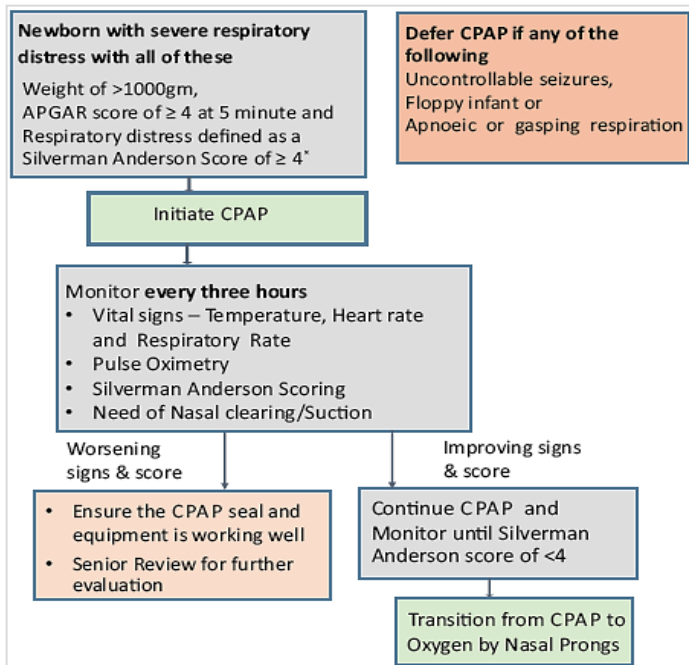 Newborn with severe respiratory
distress with all of these
Weight of >1000gm,
APGAR score of ≥ 4 at 5 minute and
Respiratory distress defined as a
Silverman Anderson Score of ≥ 4*
Defer CPAP if any of the
following
Uncontrollable seizures,
Floppy infant or
Apnoeic or gasping respiration
Initiate CPAP
Monitor every three hours
• Vital signs – Temperature, Heart rate
and Respiratory Rate
• Pulse Oximetry
• Silverman Anderson Scoring
• Need of Nasal clearing/Suction
Worsening
signs & score
Improving signs
& score
• Ensure the CPAP seal and
equipment is working well
• Senior Review for further
evaluation
Continue CPAP and
Monitor until Silverman
Anderson score of <4
Transition from CPAP to
Oxygen by Nasal Prongs